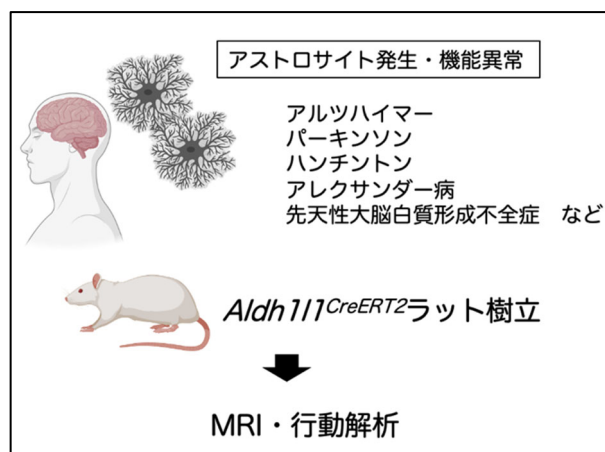 アストロサイト発生・機能異常
アルツハイマー
パーキンソン
ハンチントン
アレクサンダー病
先天性大脳白質形成不全症　など
Aldh1l1CreERT2ラット樹立
MRI・行動解析